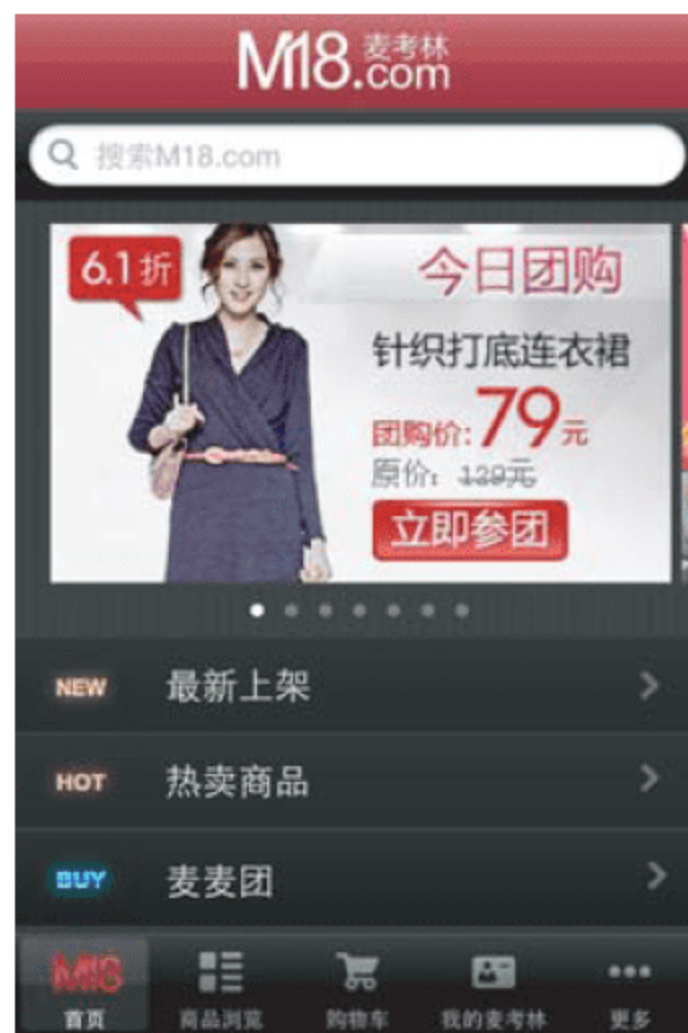 M18.com 麦考林
搜索M18.com
6.1折
今日团购
针织打底连衣裙
团购价:79元
原价：129元
立即参团
NEW 最新上架
HOT 热卖商品
BUY 麦麦团
M18
首页 商品浏览 购物车 我的麦考林 更多